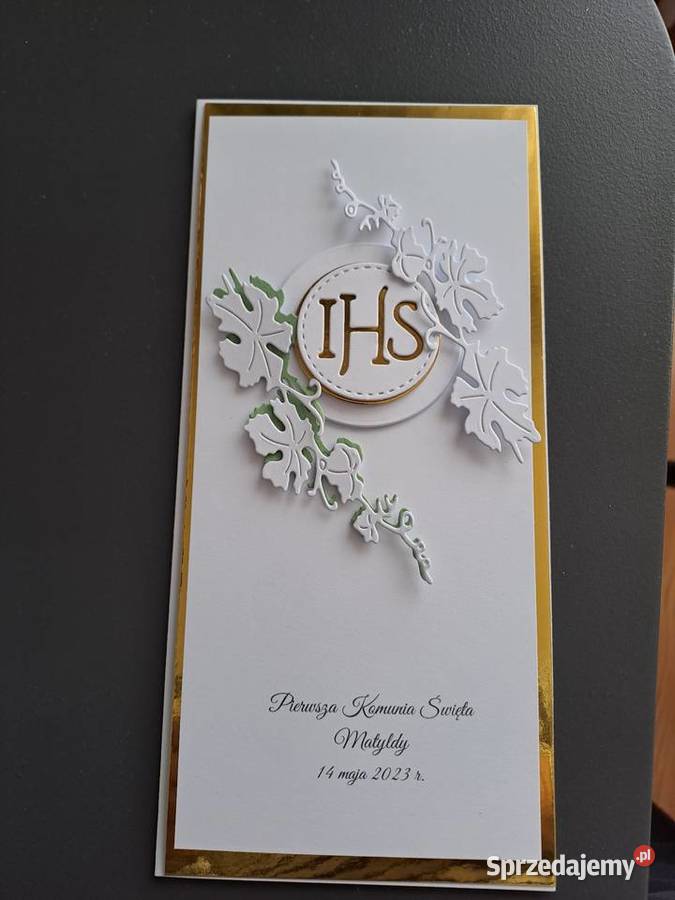 IHS
Pierwsza Komunia Święta
Matyldy
14 maja 2023 r.
Sprzedajemy.pl